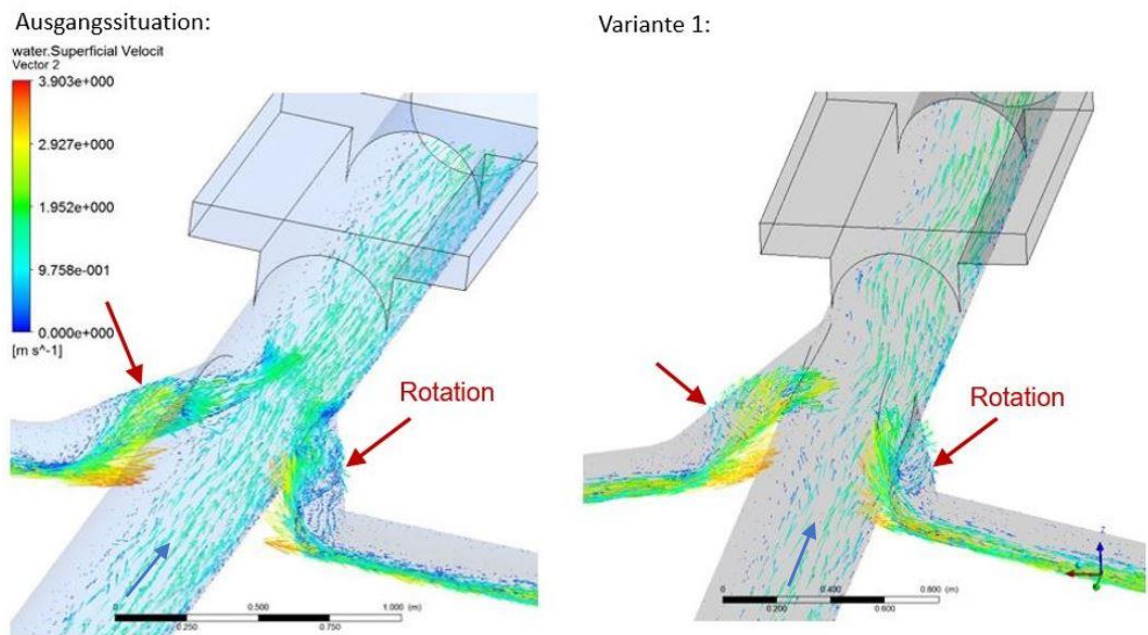 Ausgangssituation:
Variante 1:
water.Superficial Velocit
Vector 2
3.903e+000
2.927e+000
1.952e+000
9.758e-001
0.000e+000
[m s^-1]
Rotation
Rotation
0
0.500
1.000 (m)
0.250
0.750
0
0.400
0.800 (m)
0.200
0.600
z